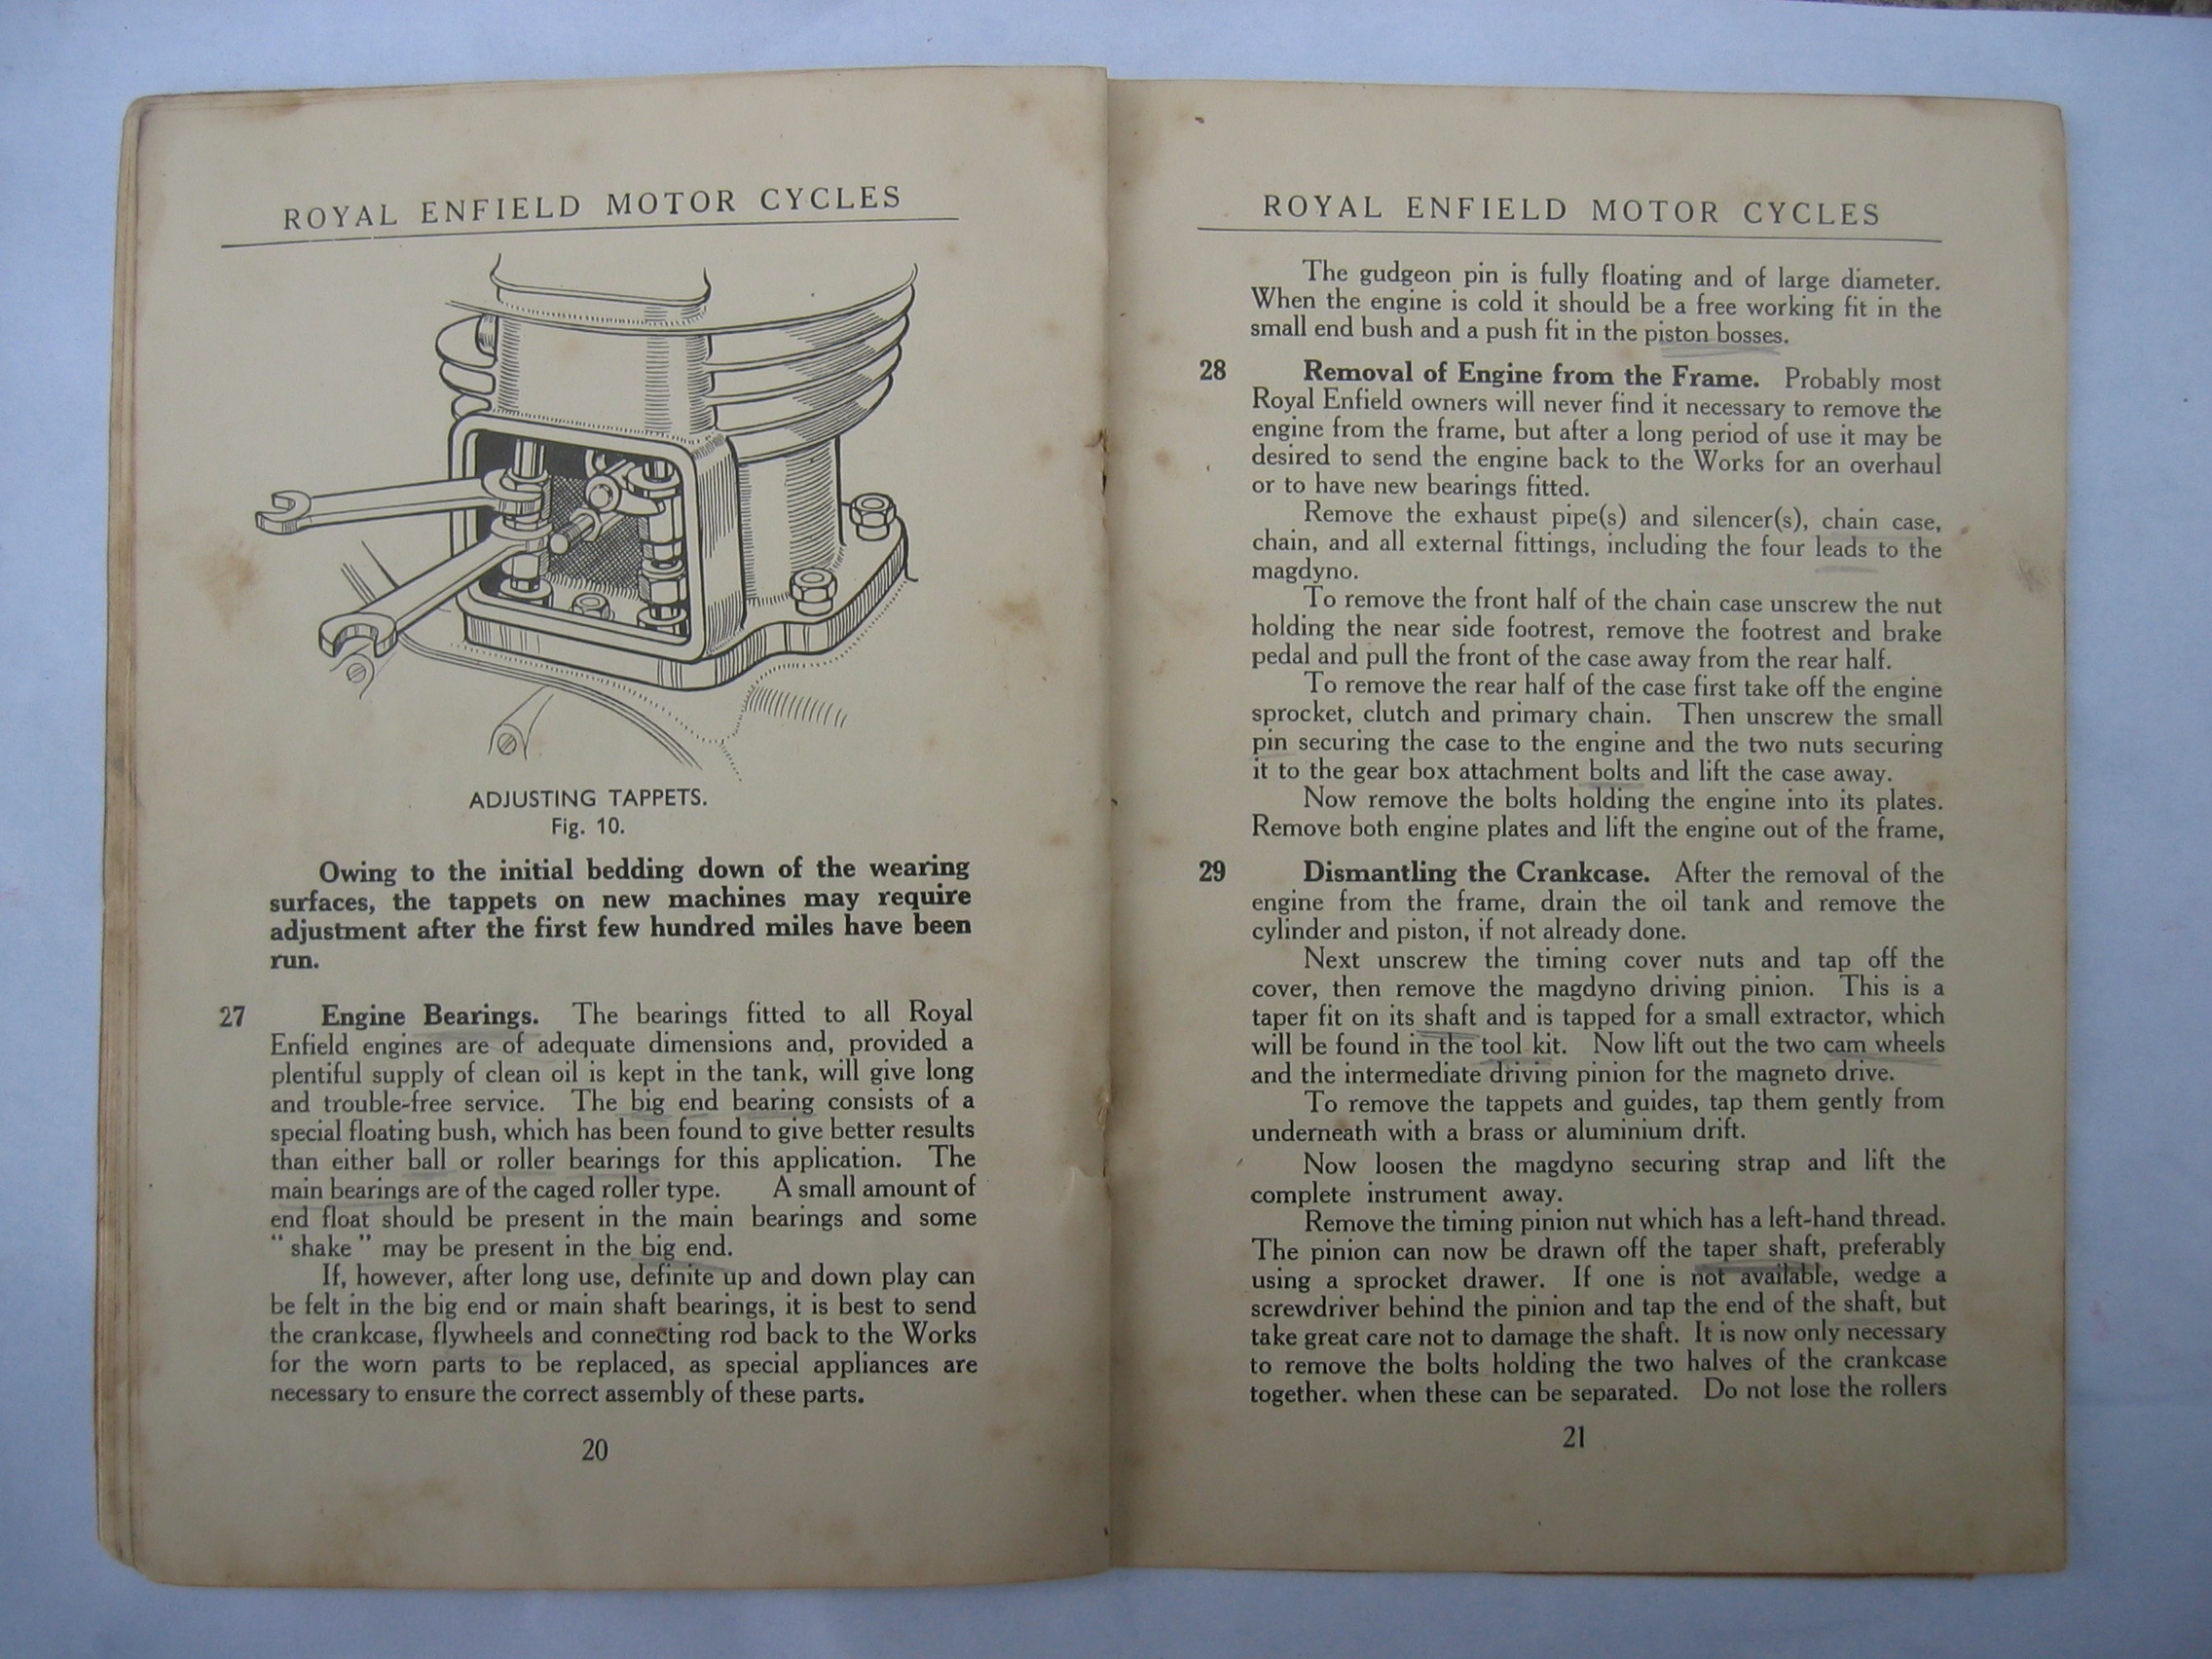 ROYAL ENFIELD MOTOR CYCLES
ADJUSTING TAPPETS.
Fig. 10.
Owing to the initial bedding down of the wearing
surfaces, the tappets on new machines may require
adjustment after the first few hundred miles have been
run.
27 Engine Bearings. The bearings fitted to all Royal
Enfield engines are of adequate dimensions and, provided a
plentiful supply of clean oil is kept in the tank, will give long
and trouble-free service. The big end bearing consists of a
special floating bush, which has been found to give better results
than either ball or roller bearings for this application. The
main bearings are of the caged roller type. A small amount of
end float should be present in the main bearings and some
" shake " may be present in the big end.
If, however, after long use, definite up and down play can
be felt in the big end or main shaft bearings, it is best to send
the crankcase, flywheels and connecting rod back to the Works
for the worn parts to be replaced, as special appliances are
necessary to ensure the correct assembly of these parts.
20
ROYAL ENFIELD MOTOR CYCLES
The gudgeon pin is fully floating and of large diameter.
When the engine is cold it should be a free working fit in the
small end bush and a push fit in the piston bosses.
28 Removal of Engine from the Frame. Probably most
Royal Enfield owners will never find it necessary to remove the
engine from the frame, but after a long period of use it may be
desired to send the engine back to the Works for an overhaul
or to have new bearings fitted.
Remove the exhaust pipe(s) and silencer(s), chain case,
chain, and all external fittings, including the four leads to the
magdyno.
To remove the front half of the chain case unscrew the nut
holding the near side footrest, remove the footrest and brake
pedal and pull the front of the case away from the rear half.
To remove the rear half of the case first take off the engine
sprocket, clutch and primary chain. Then unscrew the small
pin securing the case to the engine and the two nuts securing
it to the gear box attachment bolts and lift the case away.
Now remove the bolts holding the engine into its plates.
Remove both engine plates and lift the engine out of the frame,
29 Dismantling the Crankcase. After the removal of the
engine from the frame, drain the oil tank and remove the
cylinder and piston, if not already done.
Next unscrew the timing cover nuts and tap off the
cover, then remove the magdyno driving pinion. This is a
taper fit on its shaft and is tapped for a small extractor, which
will be found in the tool kit. Now lift out the two cam wheels
and the intermediate driving pinion for the magneto drive.
To remove the tappets and guides, tap them gently from
underneath with a brass or aluminium drift.
Now loosen the magdyno securing strap and lift the
complete instrument away.
Remove the timing pinion nut which has a left-hand thread.
The pinion can now be drawn off the taper shaft, preferably
using a sprocket drawer. If one is not available, wedge a
screwdriver behind the pinion and tap the end of the shaft, but
take great care not to damage the shaft. It is now only necessary
to remove the bolts holding the two halves of the crankcase
together. when these can be separated. Do not lose the rollers
21